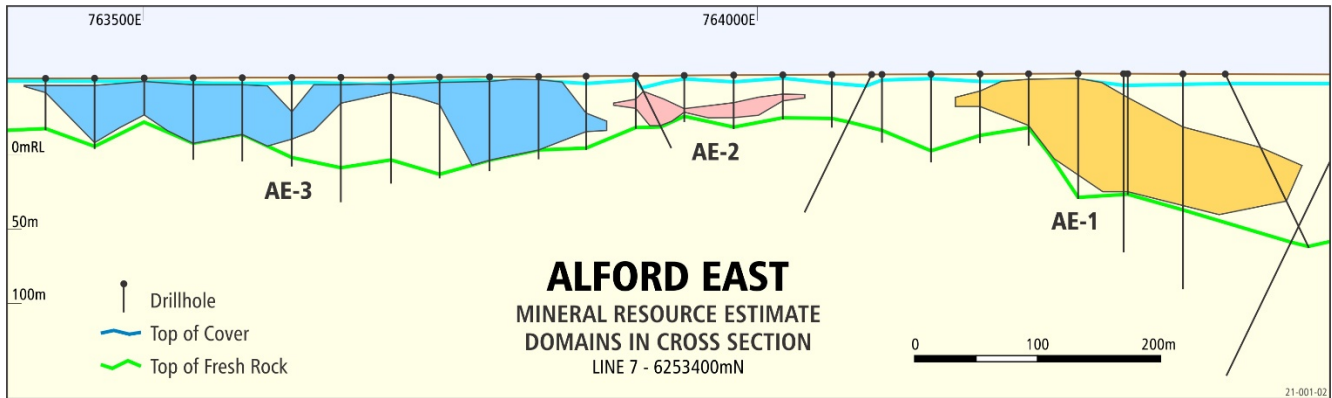 763500E
764000E
0mRL
AE-3
AE-2
AE-1
50m
100m
Drillhole
Top of Cover
Top of Fresh Rock
ALFORD EAST
MINERAL RESOURCE ESTIMATE
DOMAINS IN CROSS SECTION
LINE 7 - 6253400mN
0 100 200m
21-001-02